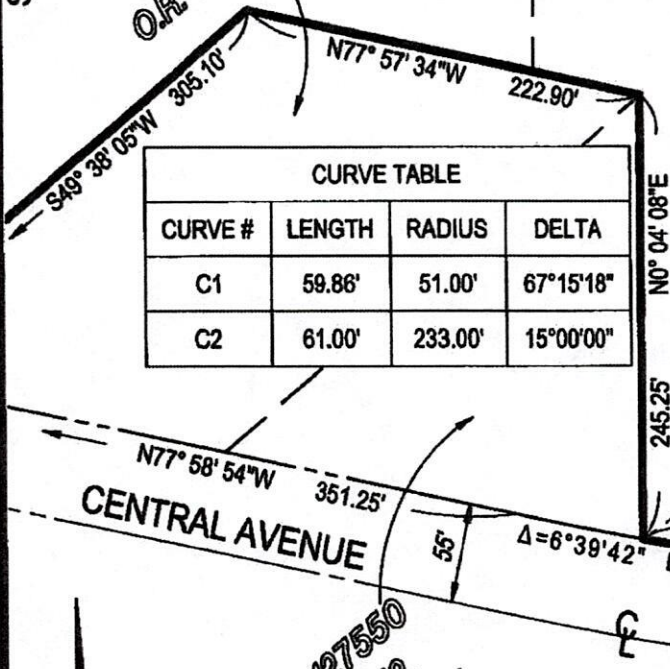 O.R.
N77° 57' 34"W 222.90'
S49° 38' 05"W 305.10'
CURVE TABLE
CURVE # LENGTH RADIUS DELTA
C1 59.86' 51.00' 67°15'18"
C2 61.00' 233.00' 15°00'00"
N0° 04' 08"E
245.25'
N77° 58' 54"W 351.25'
CENTRAL AVENUE
55'
Δ=6°39'42"
27550
CL